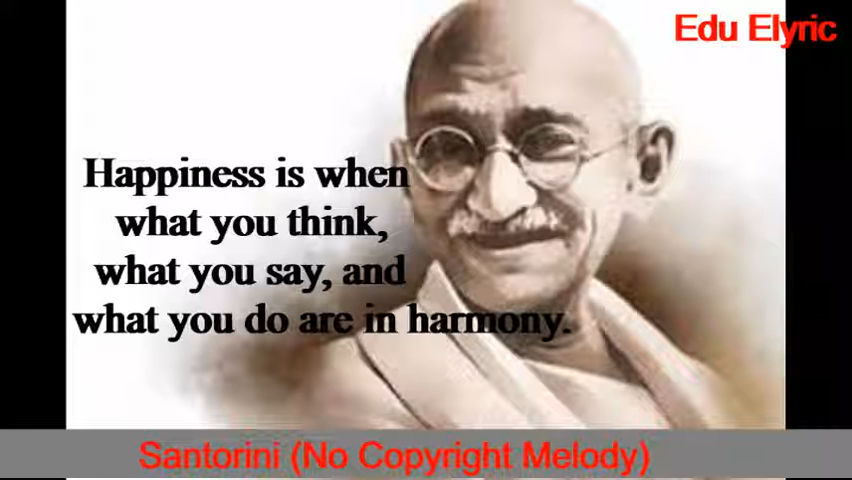 Edu Elyric
Happiness is when
what you think,
what you say, and
what you do are in harmony.
Santorini (No Copyright Melody)